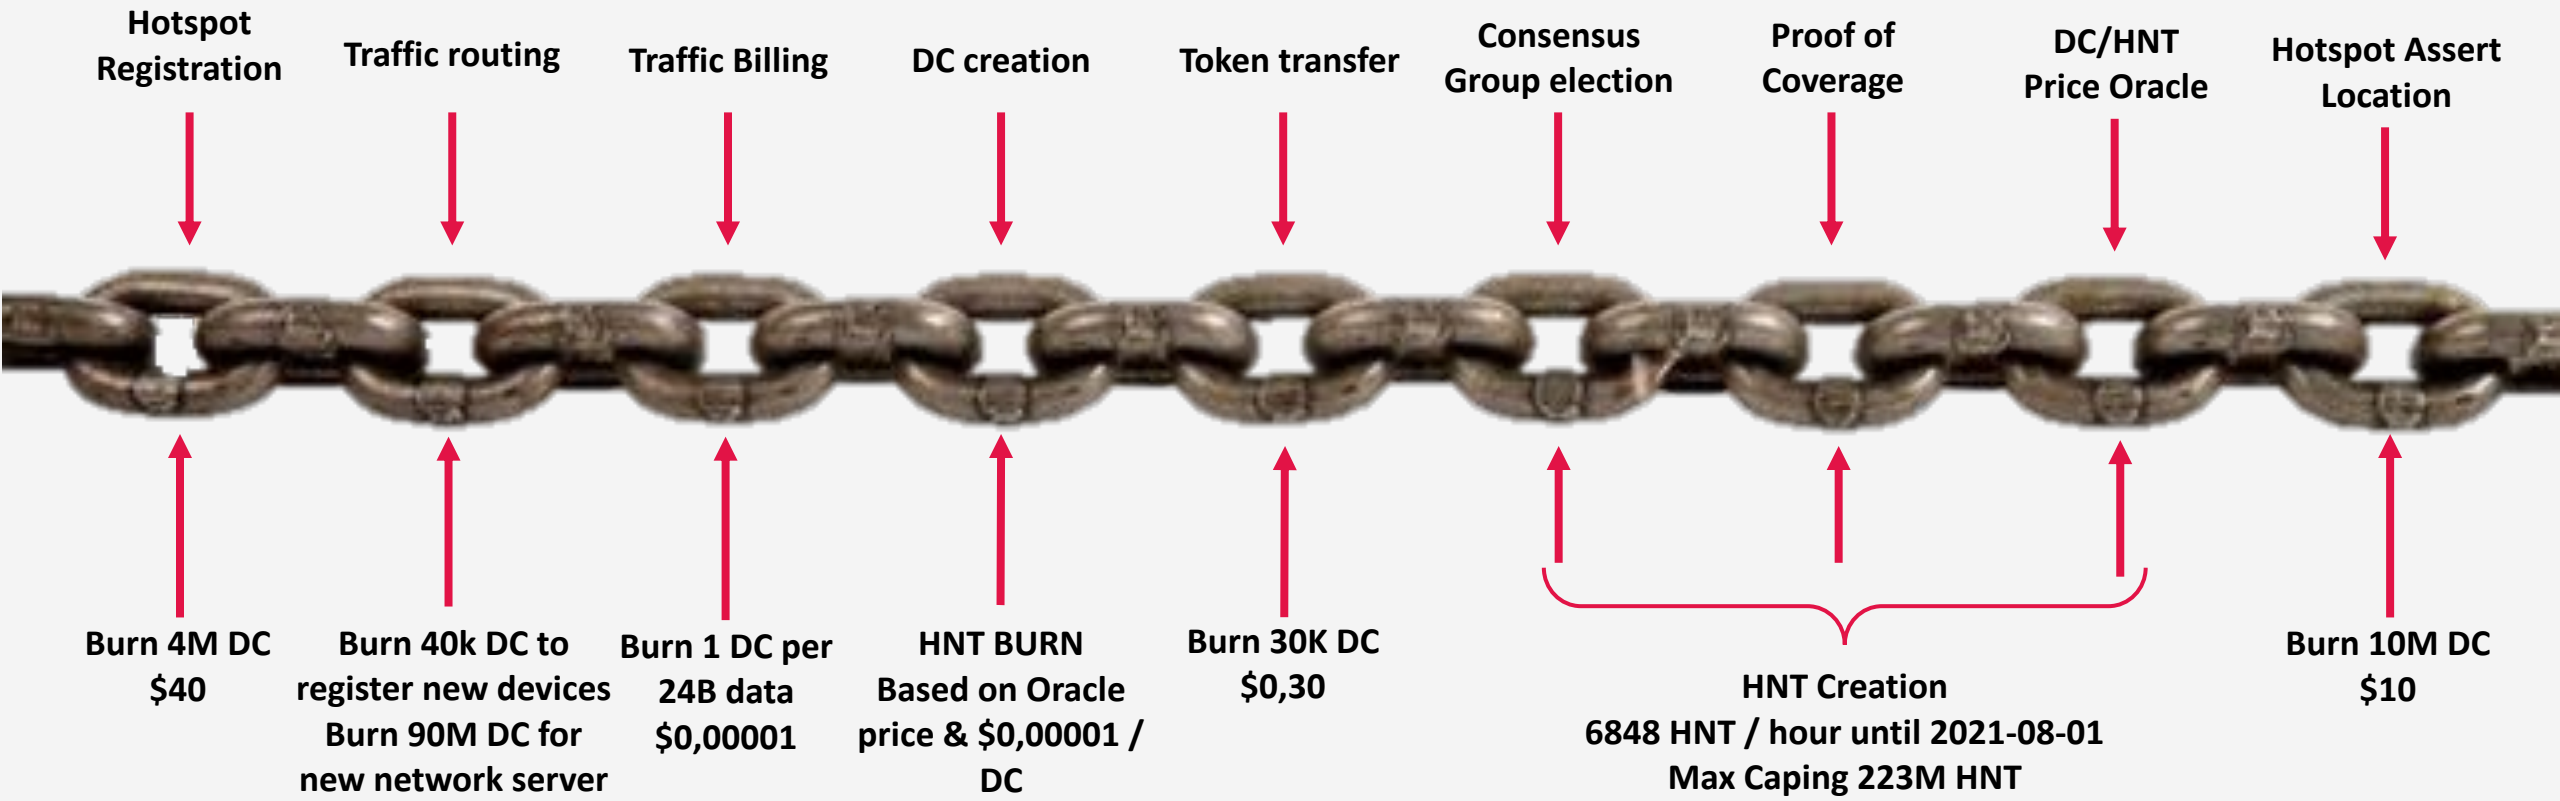 Hotspot
Registration
Traffic routing
Traffic Billing
DC creation
Token transfer
Consensus
Group election
Proof of
Coverage
DC/HNT
Price Oracle
Hotspot Assert
Location
Burn 4M DC
$40
Burn 40k DC to
register new devices
Burn 90M DC for
new network server
Burn 1 DC per
24B data
$0,00001
HNT BURN
Based on Oracle
price & $0,00001 /
DC
Burn 30K DC
$0,30
HNT Creation
6848 HNT / hour until 2021-08-01
Max Caping 223M HNT
Burn 10M DC
$10